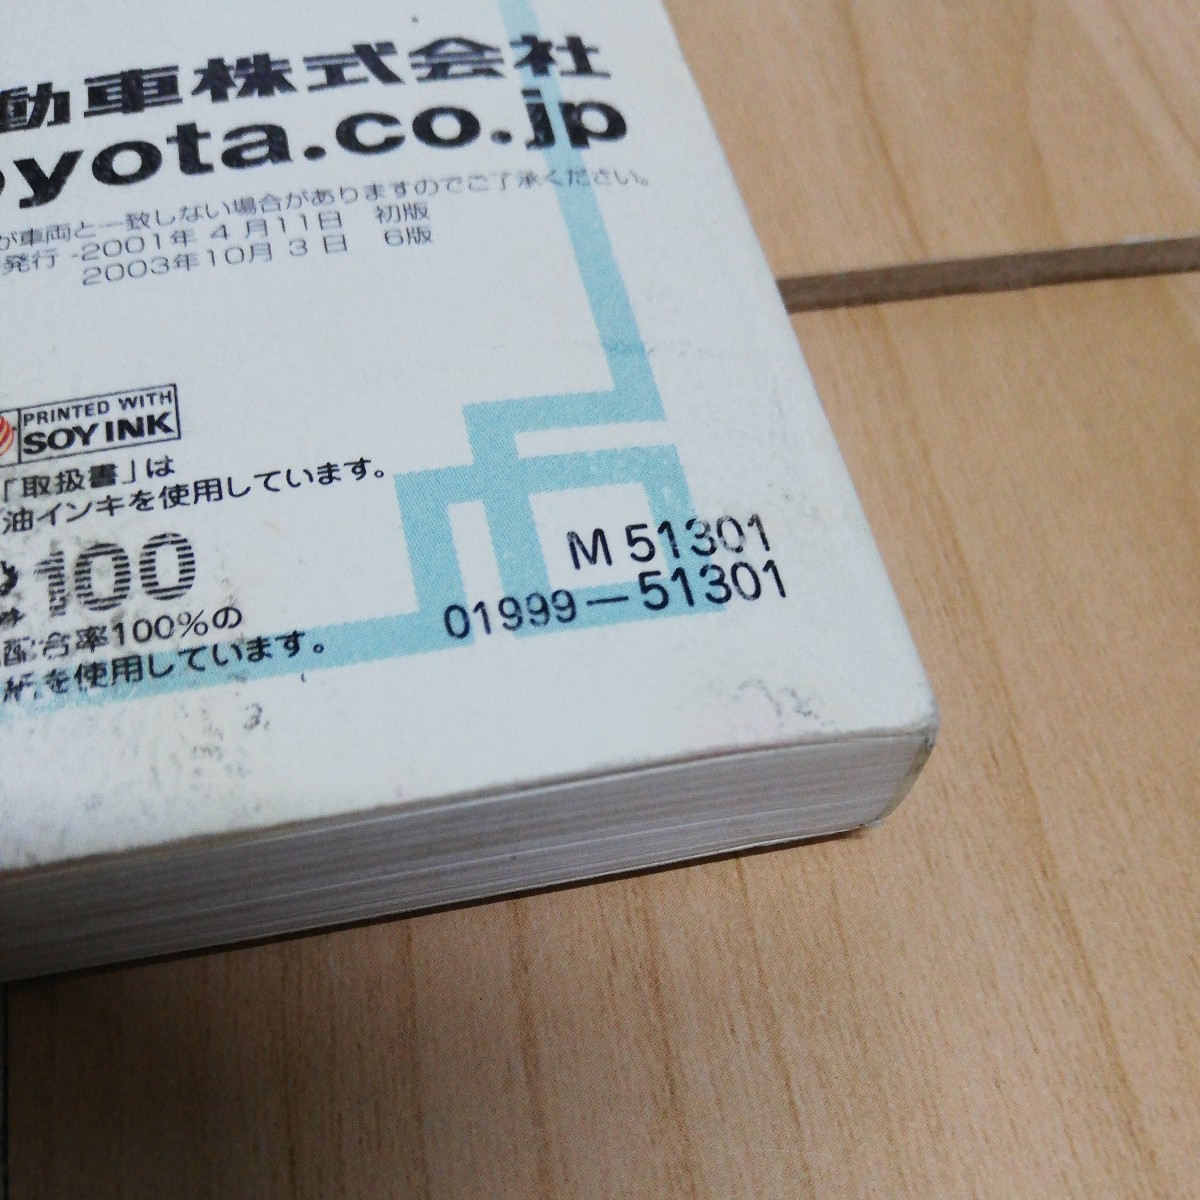 動車株式会社
oyota.co.jp
が車両と一致しない場合がありますのでご了承ください。
発行 -2001年 4月11日 初版
2003年10月 3日 6版
PRINTED WITH
SOY INK
「取扱書」は
油インキを使用しています。
100
配合率100%の
紙を使用しています。
M 51301
01999－51301